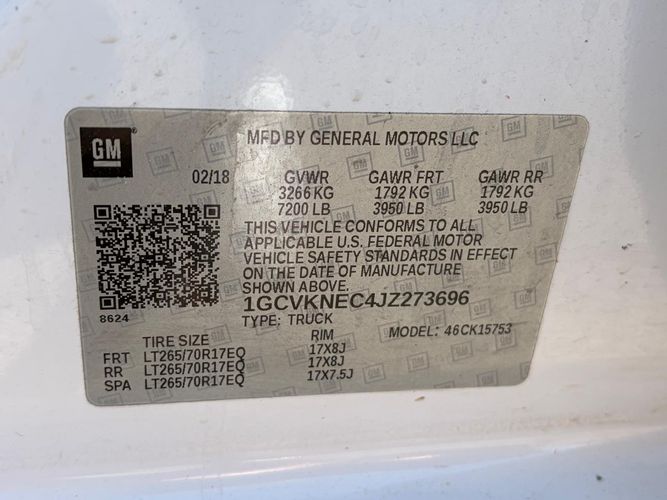 GM
MFD BY GENERAL MOTORS LLC
02/18 GVWR GAWR FRT GAWR RR
3266 KG 1792 KG 1792 KG
7200 LB 3950 LB 3950 LB
THIS VEHICLE CONFORMS TO ALL
APPLICABLE U.S. FEDERAL MOTOR
VEHICLE SAFETY STANDARDS IN EFFECT
ON THE DATE OF MANUFACTURE
SHOWN ABOVE.
8624
1GCVKNEC4JZ273696
TYPE: TRUCK MODEL: 46CK15753
TIRE SIZE RIM
FRT LT265/70R17EQ 17X8J
RR LT265/70R17EQ 17X8J
SPA LT265/70R17EQ 17X7.5J